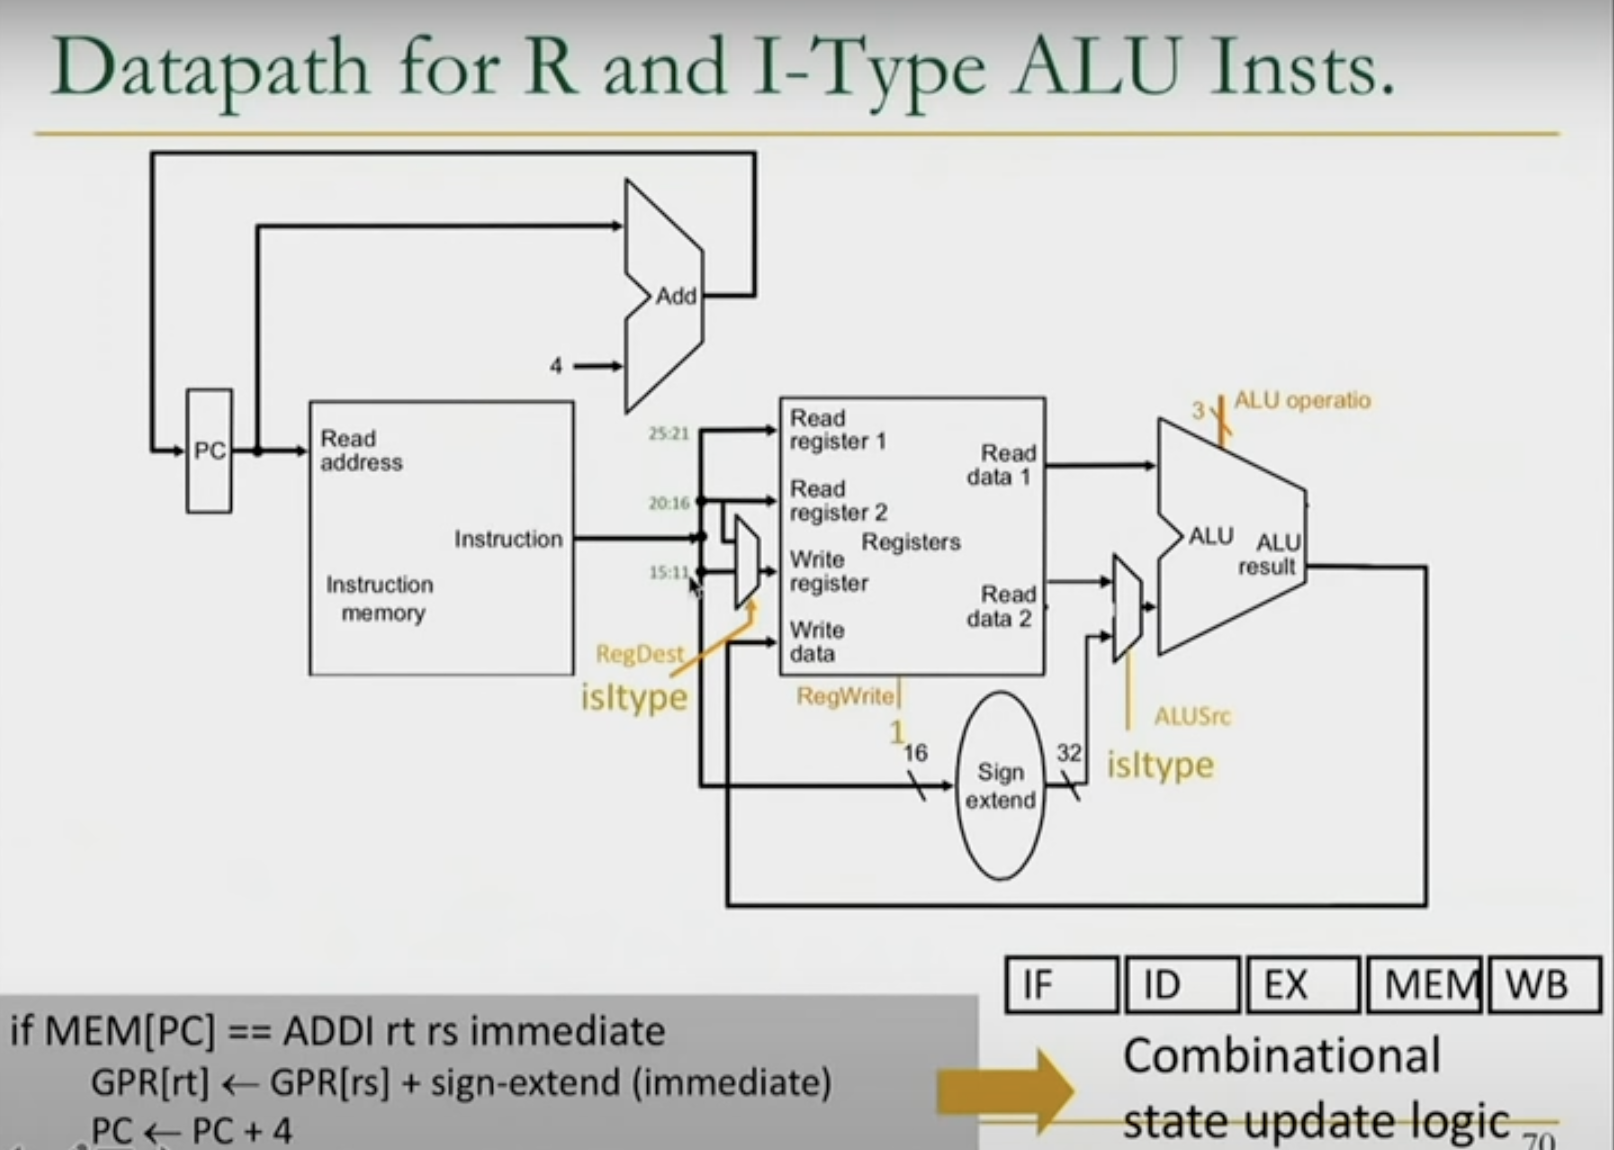 Datapath for R and I-Type ALU Insts.
Add
4
PC
Read
address
Instruction
Instruction
memory
25:21
20:16
15:11
Read
register 1
Read
register 2
Registers
Write
register
Write
data
Read
data 1
Read
data 2
3
ALU operatio
ALU
ALU
result
RegDest
isItype
RegWrite
1
16
Sign
extend
32
ALUSrc
isItype
IF
ID
EX
MEM
WB
if MEM[PC] == ADDI rt rs immediate
GPR[rt] ← GPR[rs] + sign-extend (immediate)
PC ← PC + 4
Combinational
state update logic
70